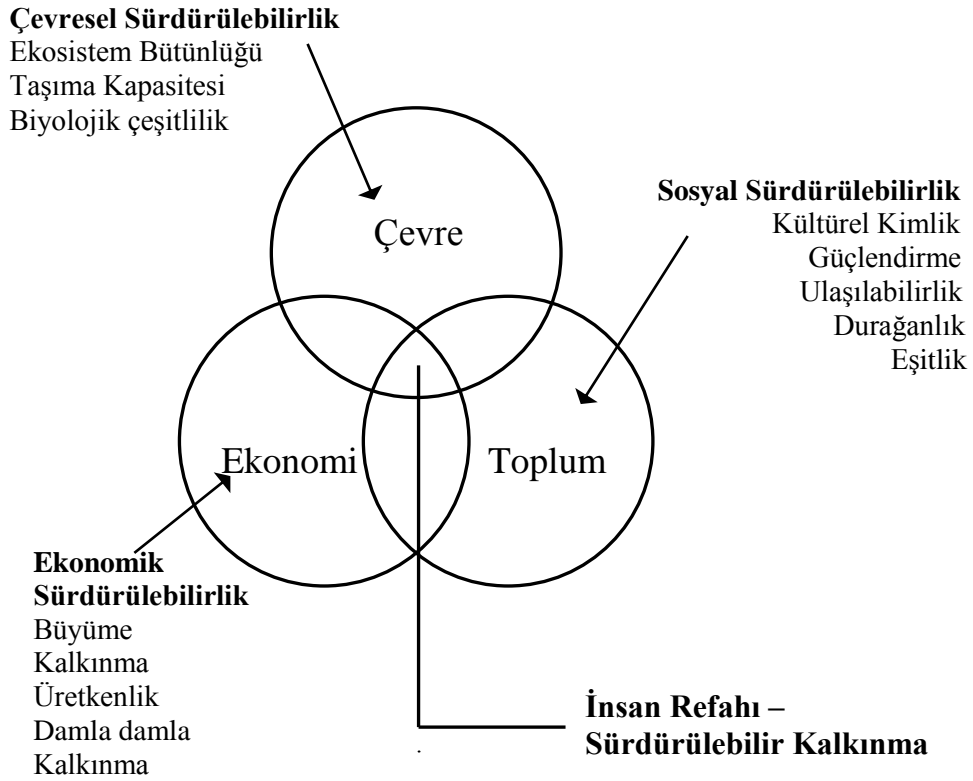 Çevresel Sürdürülebilirlik
Ekosistem Bütünlüğü
Taşıma Kapasitesi
Biyolojik çeşitlilik
Çevre
Sosyal Sürdürülebilirlik
Kültürel Kimlik
Güçlendirme
Ulaşılabilirlik
Durağanlık
Eşitlik
Ekonomi
Toplum
Ekonomik
Sürdürülebilirlik
Büyüme
Kalkınma
Üretkenlik
Damla damla
Kalkınma
İnsan Refahı –
Sürdürülebilir Kalkınma